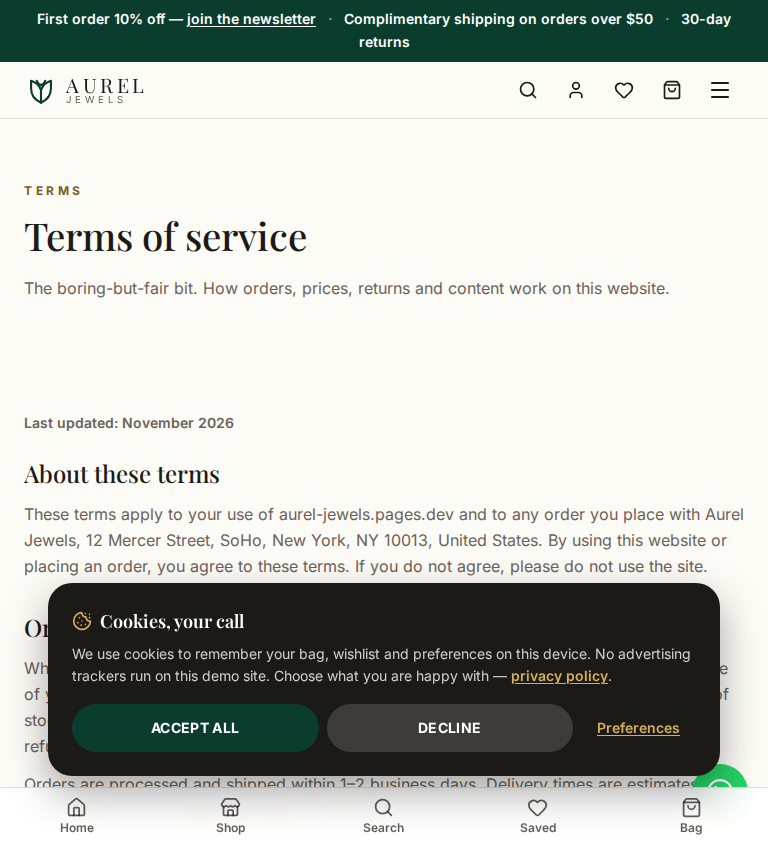 First order 10% off — join the newsletter · Complimentary shipping on orders over $50 · 30-day
returns
AUREL
JEWELS
TERMS
Terms of service
The boring-but-fair bit. How orders, prices, returns and content work on this website.
Last updated: November 2026
About these terms
These terms apply to your use of aurel-jewels.pages.dev and to any order you place with Aurel
Jewels, 12 Mercer Street, SoHo, New York, NY 10013, United States. By using this website or
placing an order, you agree to these terms. If you do not agree, please do not use the site.
Cookies, your call
We use cookies to remember your bag, wishlist and preferences on this device. No advertising
trackers run on this demo site. Choose what you are happy with — privacy policy.
ACCEPT ALL DECLINE Preferences
Orders are processed and shipped within 1–2 business days. Delivery times are estimates
Home Shop Search Saved Bag